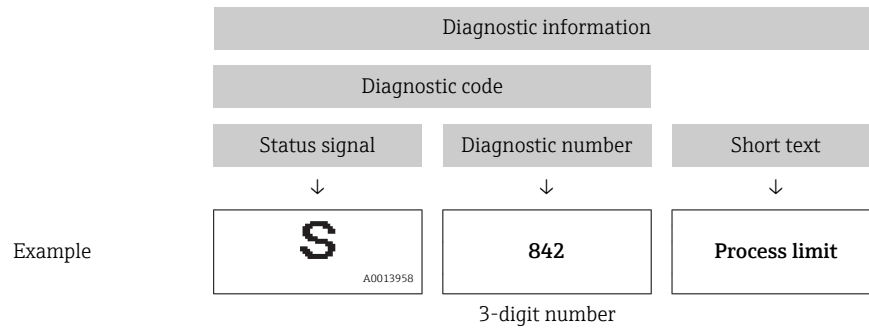 Diagnostic information
Diagnostic code
Status signal Diagnostic number Short text
↓ ↓ ↓
Example S 842 Process limit
A0013958
3-digit number